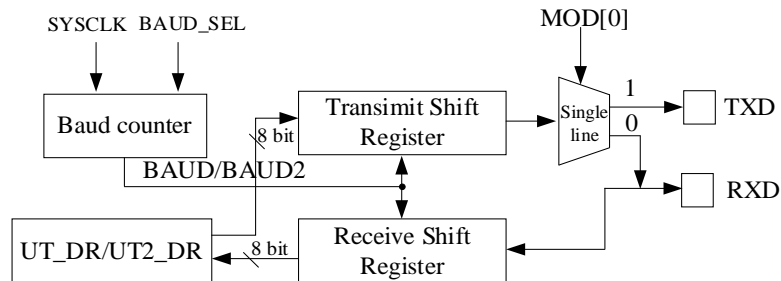 SYSCLK BAUD_SEL
MOD[0]
Baud counter
8 bit
Transimit Shift
Register
Single
line
1
0
TXD
BAUD/BAUD2
RXD
UT_DR/UT2_DR
8 bit
Receive Shift
Register